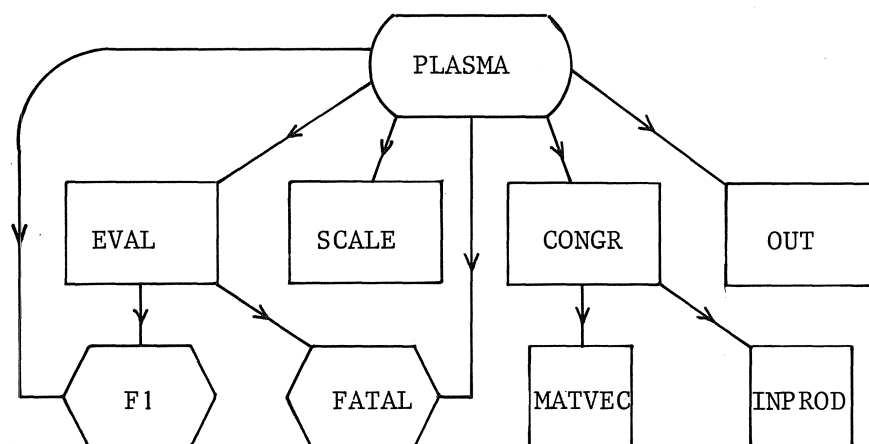 PLASMA
EVAL
SCALE
CONGR
OUT
F1
FATAL
MATVEC
INPROD